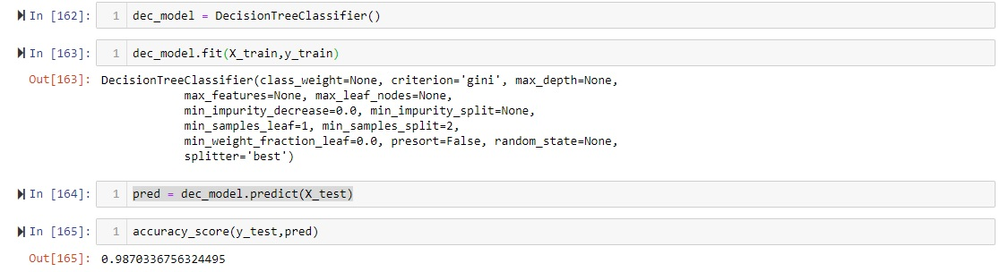 In [162]: 1 dec_model = DecisionTreeClassifier()
In [163]: 1 dec_model.fit(X_train,y_train)
Out[163]: DecisionTreeClassifier(class_weight=None, criterion='gini', max_depth=None,
max_features=None, max_leaf_nodes=None,
min_impurity_decrease=0.0, min_impurity_split=None,
min_samples_leaf=1, min_samples_split=2,
min_weight_fraction_leaf=0.0, presort=False, random_state=None,
splitter='best')
In [164]: 1 pred = dec_model.predict(X_test)
In [165]: 1 accuracy_score(y_test,pred)
Out[165]: 0.9870336756324495